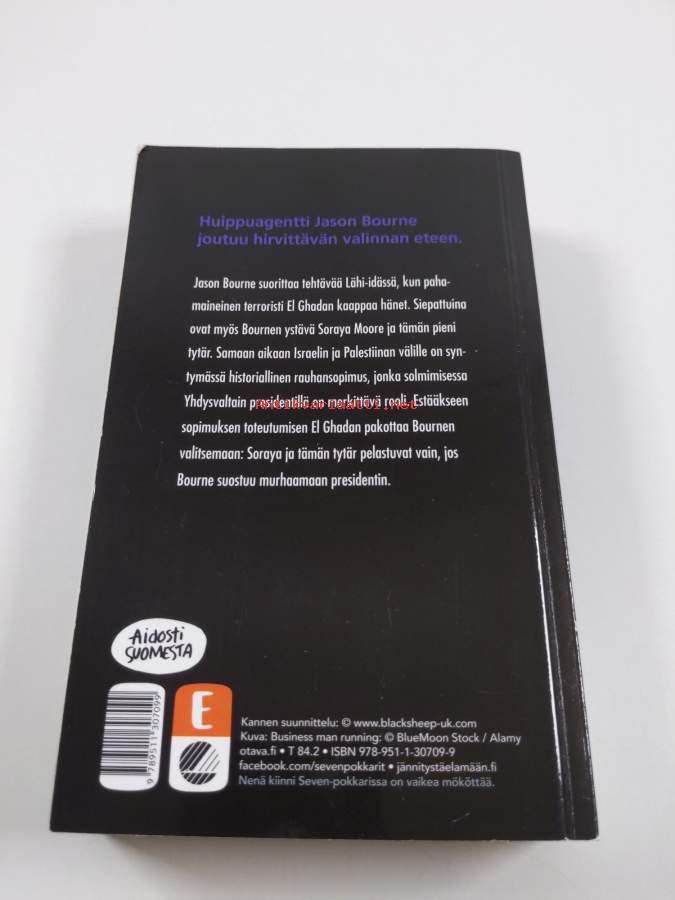 Huippuagentti Jason Bourne
joutuu hirvittävän valinnan eteen.
Jason Bourne suorittaa tehtävää Lähi-idässä, kun paha-
maineinen terroristi El Ghadan kaappaa hänet. Siepattuina
ovat myös Bournen ystävä Soraya Moore ja tämän pieni
tytär. Samaan aikaan Israelin ja Palestiinan välille on syn-
tymässä historiallinen rauhansopimus, jonka solmimisessa
Yhdysvaltain presidentillä on merkittävä rooli. Estääkseen
Antikvariaatti.net
sopimuksen toteutumisen El Ghadan pakottaa Bournen
valitsemaan: Soraya ja tämän tytär pelastuvat vain, jos
Bourne suostuu murhaamaan presidentin.
Aidosti
SUOMESTA
9 789511 307099
E
Kannen suunnittelu: © www.blacksheep-uk.com
Kuva: Business man running: © BlueMoon Stock / Alamy
otava.fi • T 84.2 • ISBN 978-951-1-30709-9
facebook.com/sevenpokkarit • jännitystäelamään.fi
Nenä kiinni Seven-pokkarissa on vaikea mököttää.